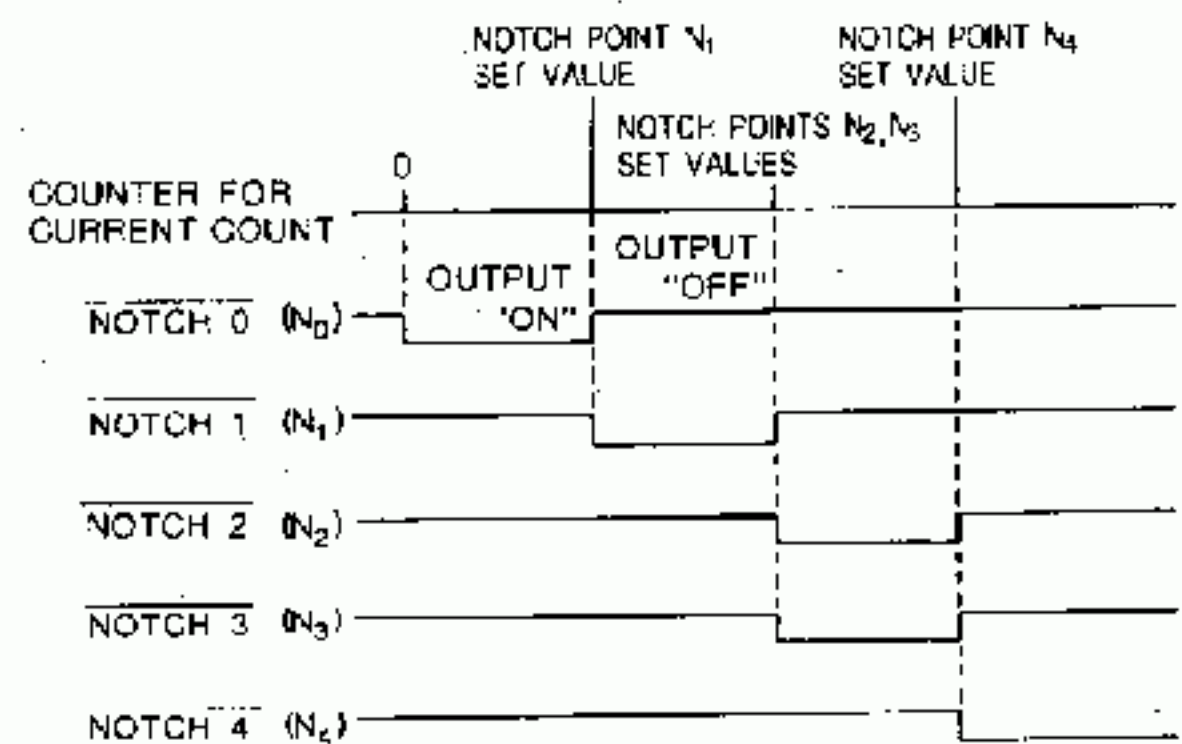 NOTCH POINT N₁
SET VALUE
NOTCH POINT N₄
SET VALUE
NOTCH POINTS N₂, N₃
SET VALUES
0
COUNTER FOR
CURRENT COUNT
OUTPUT
"ON"
OUTPUT
"OFF"
NOTCH 0 (N₀)
NOTCH 1 (N₁)
NOTCH 2 (N₂)
NOTCH 3 (N₃)
NOTCH 4